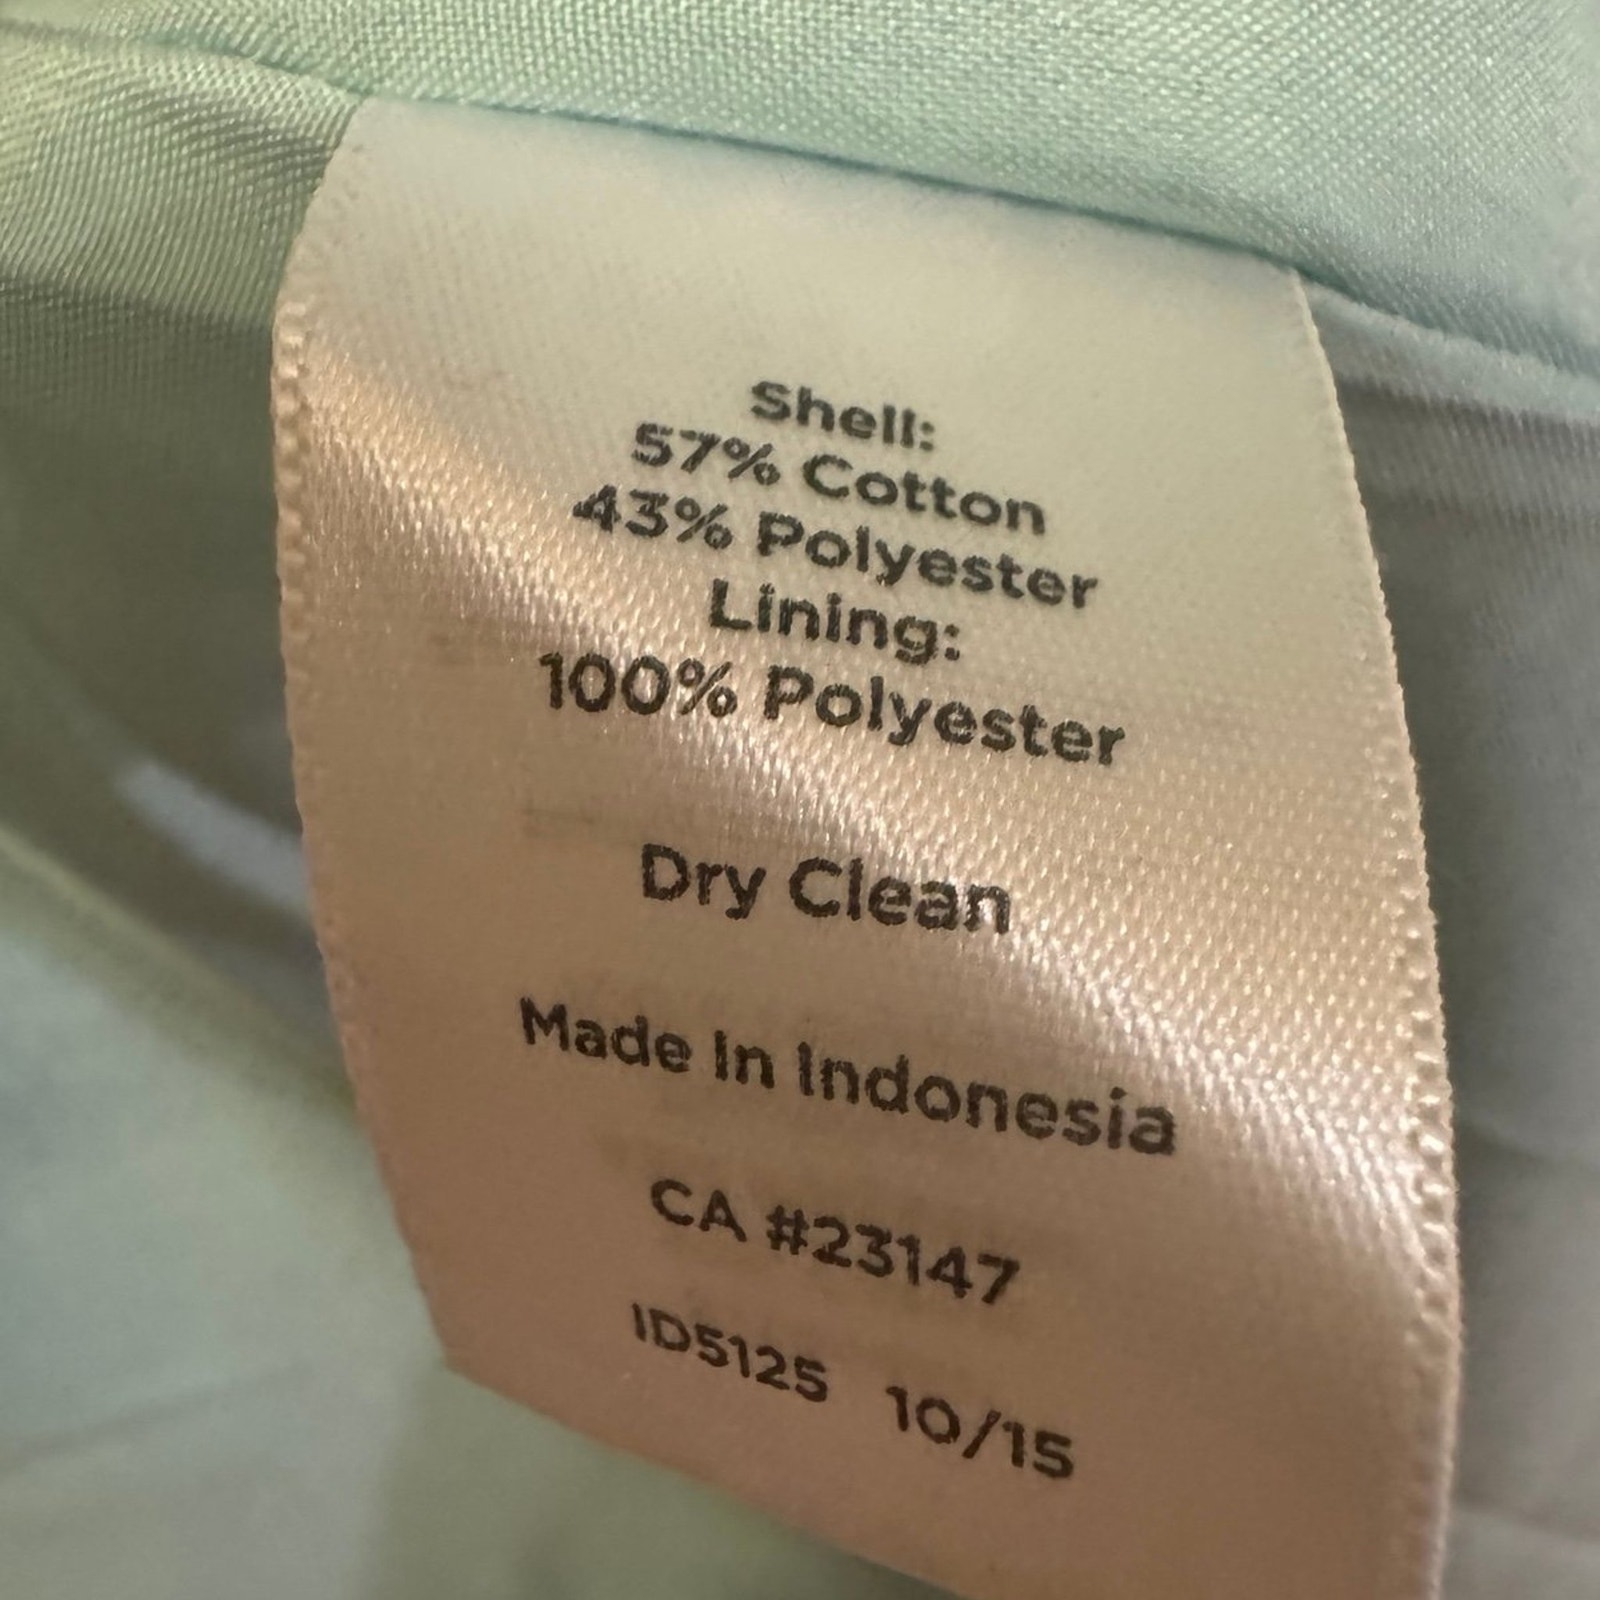 Shell:
57% Cotton
43% Polyester
Lining:
100% Polyester
Dry Clean
Made In Indonesia
CA #23147
ID5125 10/15